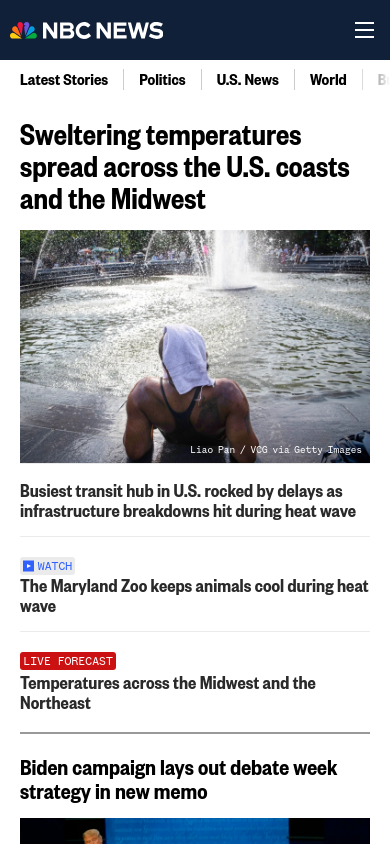 NBC NEWS
Latest Stories
Politics
U.S. News
World
Sweltering temperatures
spread across the U.S. coasts
and the Midwest
Liao Pan / VCG via Getty Images
Busiest transit hub in U.S. rocked by delays as
infrastructure breakdowns hit during heat wave
WATCH
The Maryland Zoo keeps animals cool during heat
wave
LIVE FORECAST
Temperatures across the Midwest and the
Northeast
Biden campaign lays out debate week
strategy in new memo